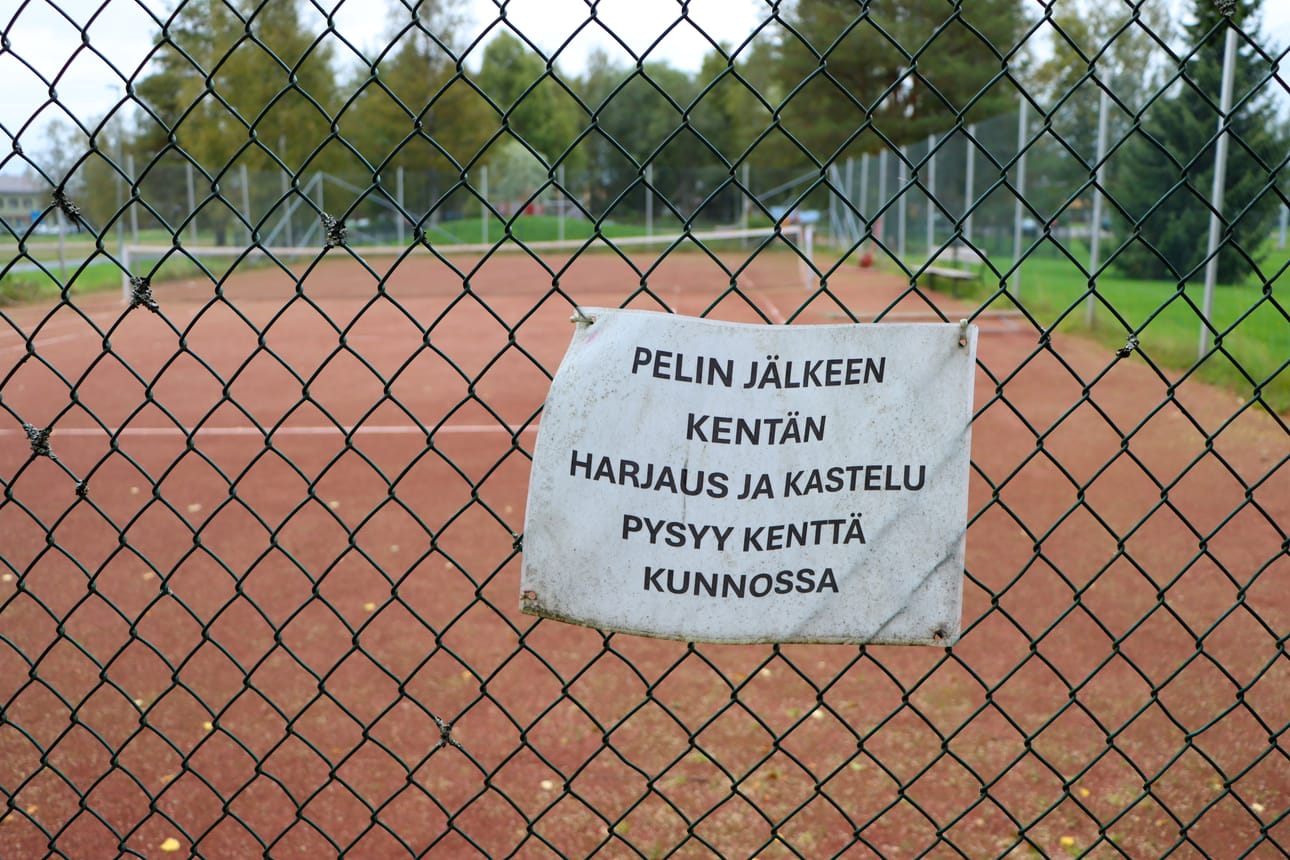 PELIN JÄLKEEN
KENTÄN
HARJAUS JA KASTELU
PYSYY KENTTÄ
KUNNOSSA